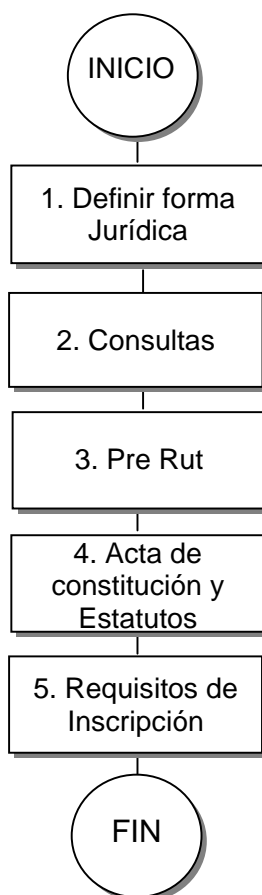 INICIO
1. Definir forma
Jurídica
2. Consultas
3. Pre Rut
4. Acta de
constitución y
Estatutos
5. Requisitos de
Inscripción
FIN